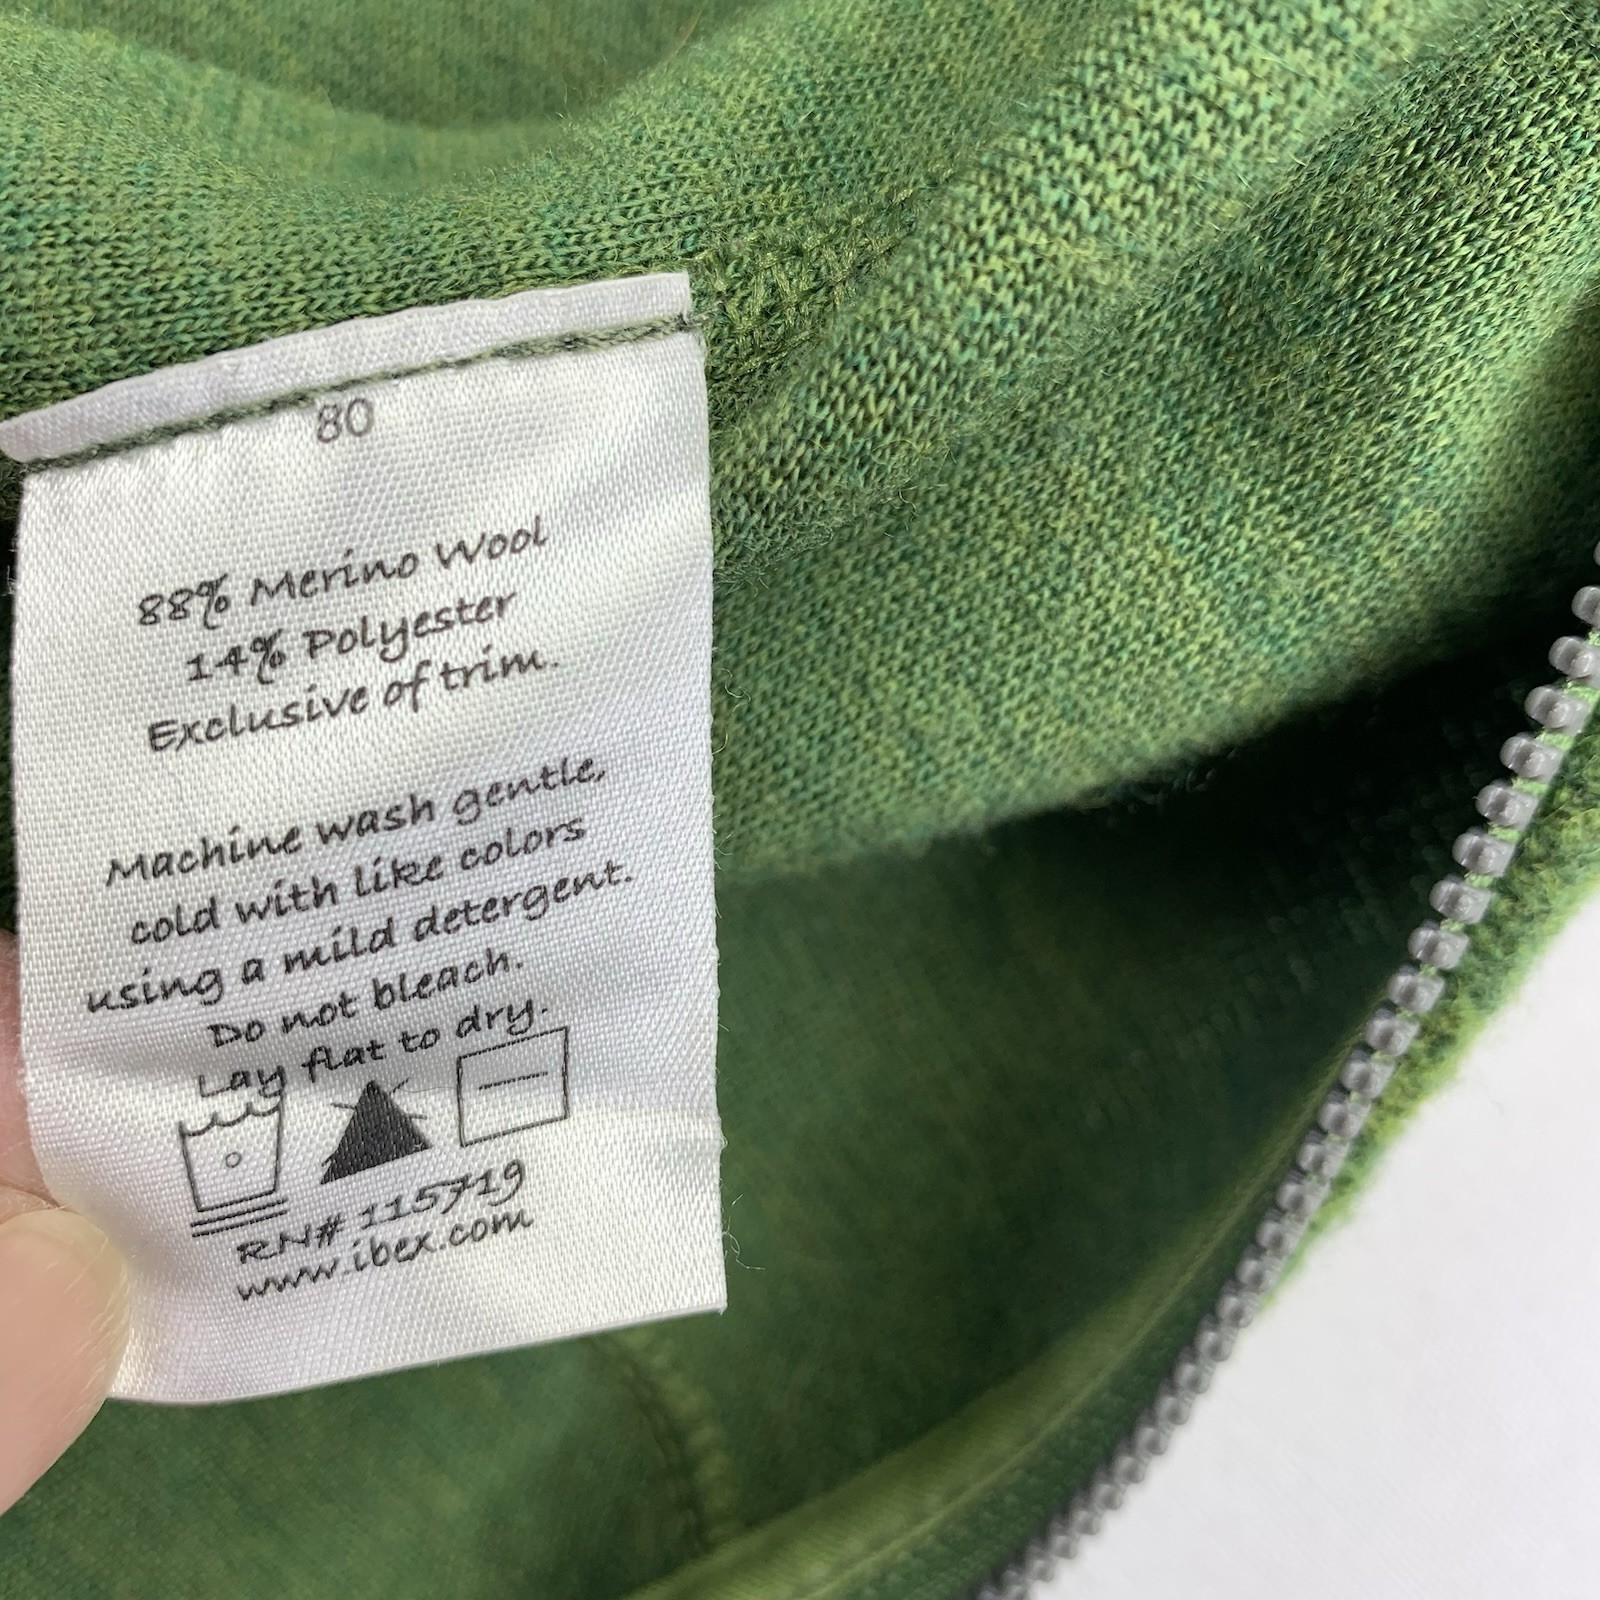 80
88% Merino Wool
14% Polyester
Exclusive of trim.
Machine wash gentle,
cold with like colors
using a mild detergent.
Do not bleach.
Lay flat to dry.
RN# 115719
www.ibex.com